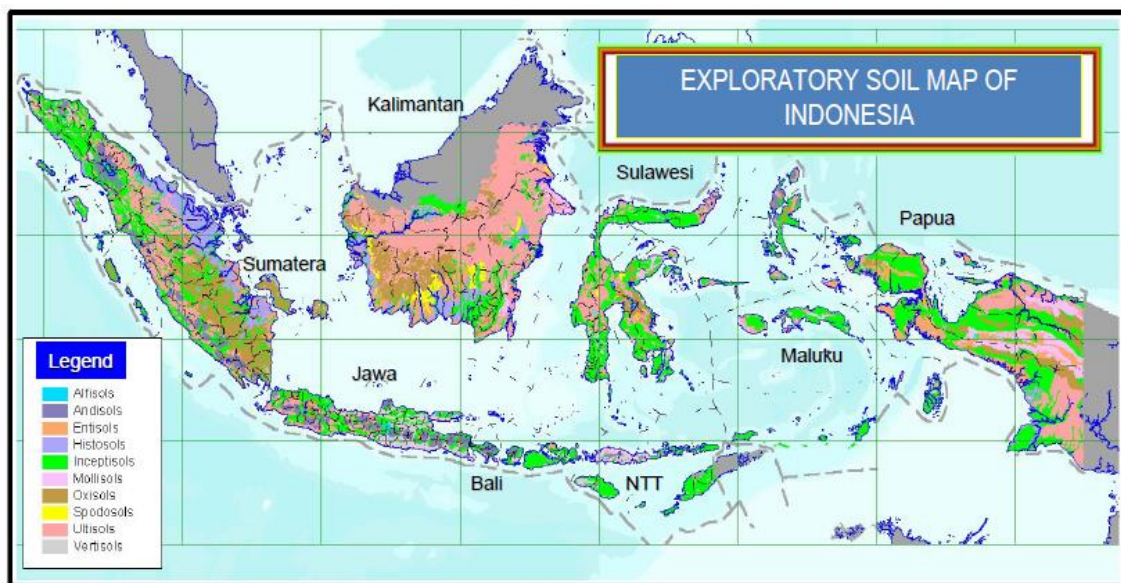 EXPLORATORY SOIL MAP OF
INDONESIA
Kalimantan
Sulawesi
Papua
Sumatera
Maluku
Jawa
Bali
NTT
Legend
Alfisols
Andisols
Entisols
Histosols
Inceptisols
Mollisols
Oxisols
Spodosols
Ultisols
Vertisols